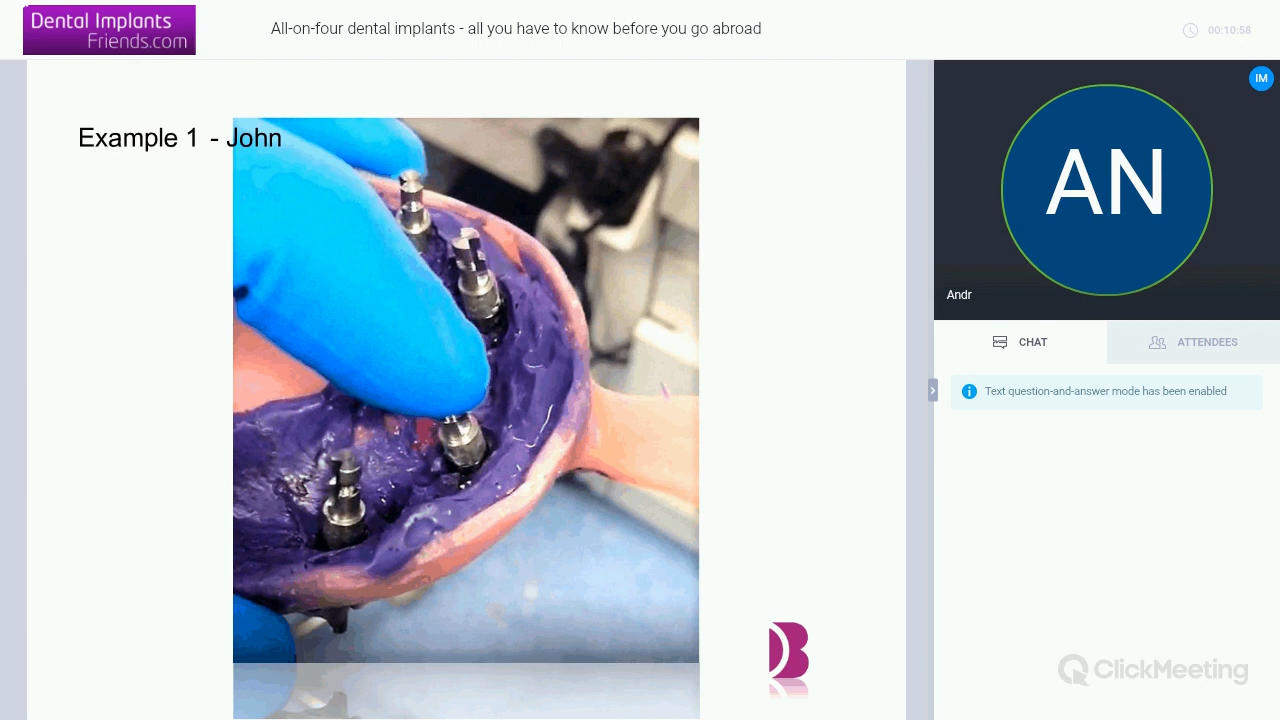 Dental Implants
Friends.com
All-on-four dental implants - all you have to know before you go abroad
00:10:58
Example 1 - John
IM
AN
Andr
CHAT
ATTENDEES
Text question-and-answer mode has been enabled
B
ClickMeeting